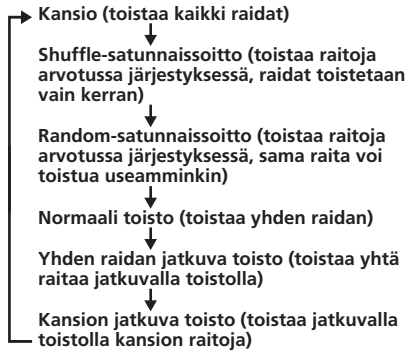 Kansio (toistaa kaikki raidat)
Shuffle-satunnaissoitto (toistaa raitoja
arvotussa järjestyksessä, raidat toistetaan
vain kerran)
Random-satunnaissoitto (toistaa raitoja
arvotussa järjestyksessä, sama raita voi
toistua useamminkin)
Normaali toisto (toistaa yhden raidan)
Yhden raidan jatkuva toisto (toistaa yhtä
raitaa jatkuvalla toistolla)
Kansion jatkuva toisto (toistaa jatkuvalla
toistolla kansion raitoja)